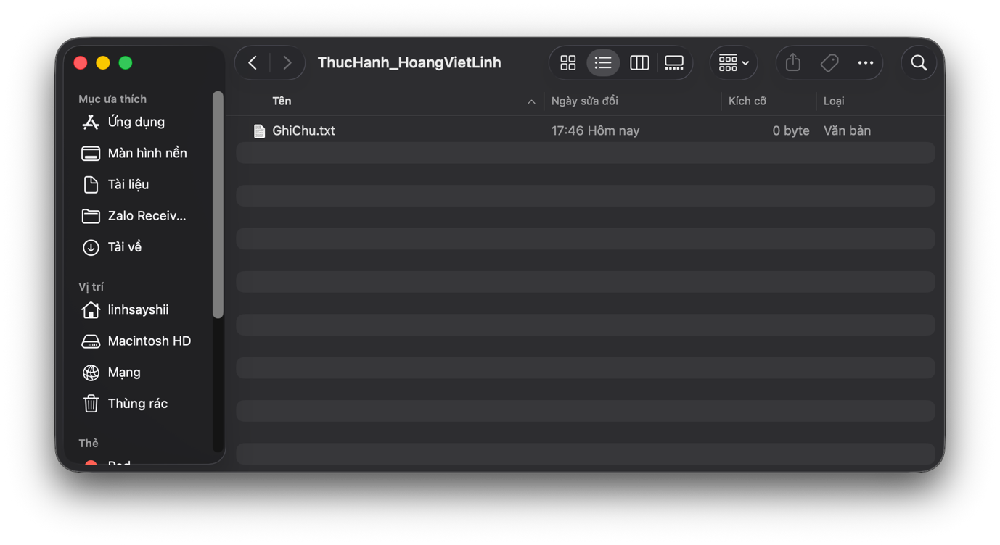 ThucHanh_HoangVietLinh
Mục ưa thích
Ứng dụng
Màn hình nền
Tài liệu
Zalo Receiv...
Tải về
Vị trí
linhsayshii
Macintosh HD
Mạng
Thùng rác
Thẻ
Red
Tên Ngày sửa đổi Kích cỡ Loại
GhiChu.txt 17:46 Hôm nay 0 byte Văn bản